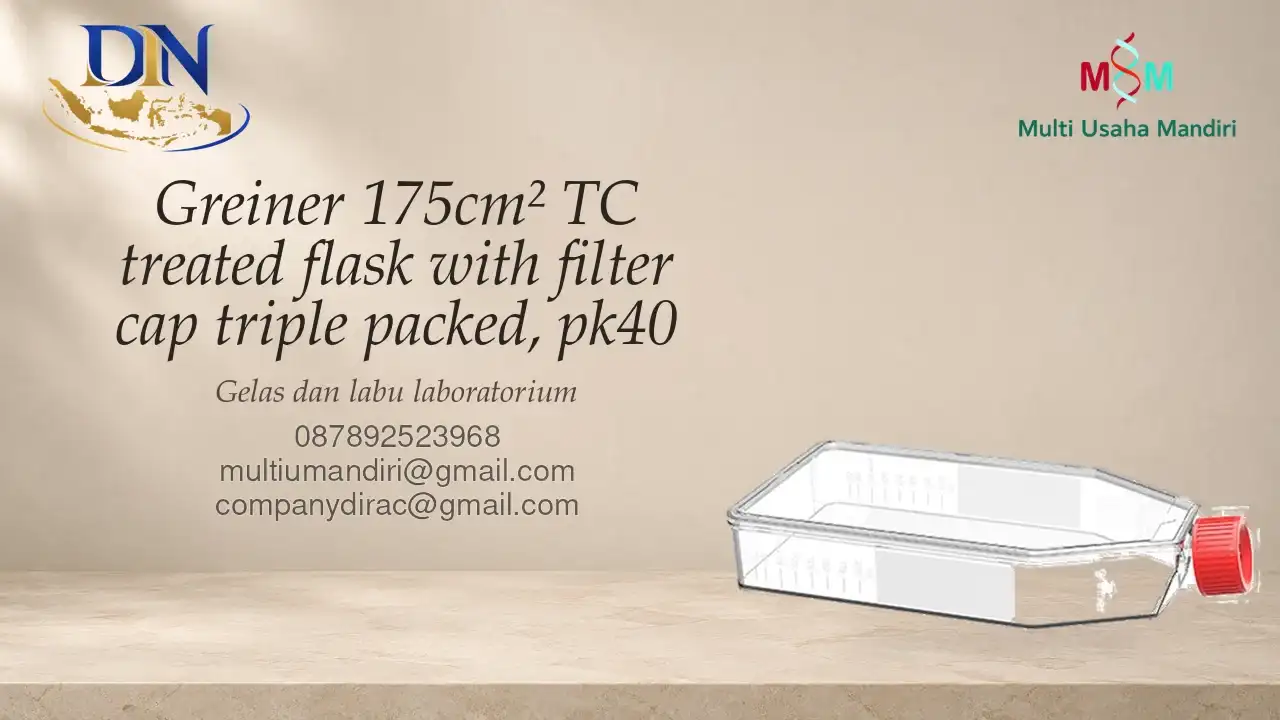 DIN
MSM
Multi Usaha Mandiri
Greiner 175cm² TC
treated flask with filter
cap triple packed, pk40
Gelas dan labu laboratorium
087892523968
multiumandiri@gmail.com
companydirac@gmail.com